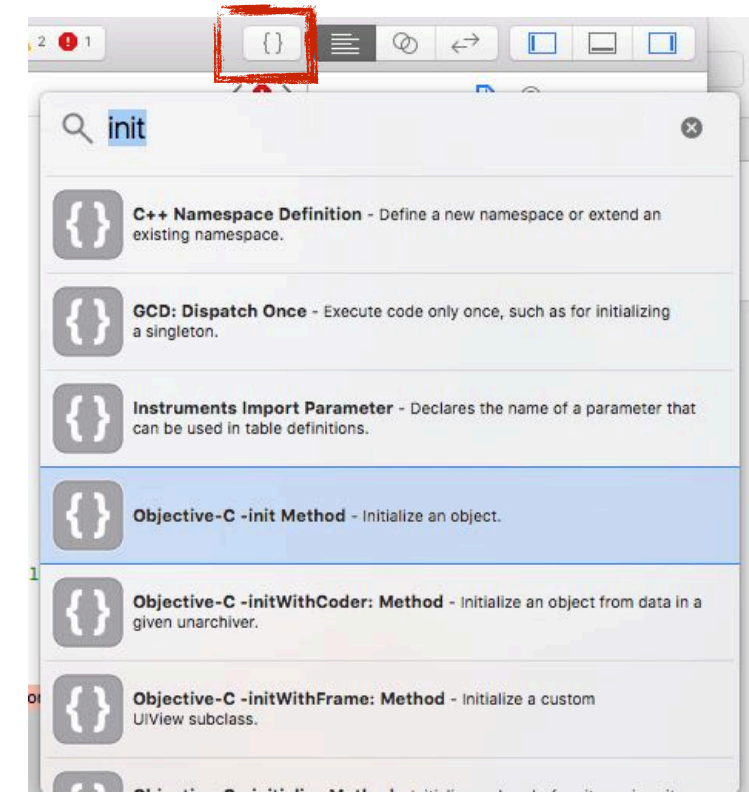 2 1
{ }
init
C++ Namespace Definition - Define a new namespace or extend an
existing namespace.
GCD: Dispatch Once - Execute code only once, such as for initializing
a singleton.
Instruments Import Parameter - Declares the name of a parameter that
can be used in table definitions.
Objective-C -init Method - Initialize an object.
1
Objective-C -initWithCoder: Method - Initialize an object from data in a
given unarchiver.
or
Objective-C -initWithFrame: Method - Initialize a custom
UIView subclass.